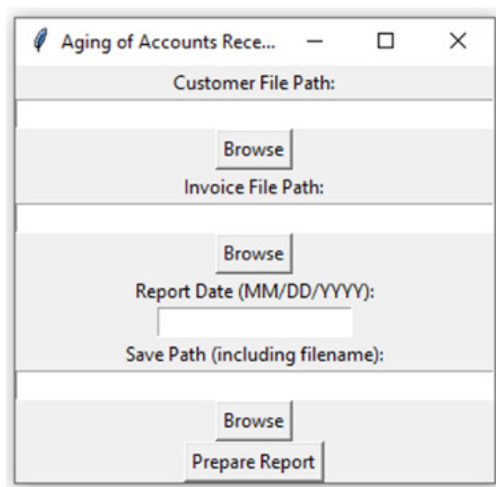 Aging of Accounts Rece...
Customer File Path:
Browse
Invoice File Path:
Browse
Report Date (MM/DD/YYYY):
Save Path (including filename):
Browse
Prepare Report